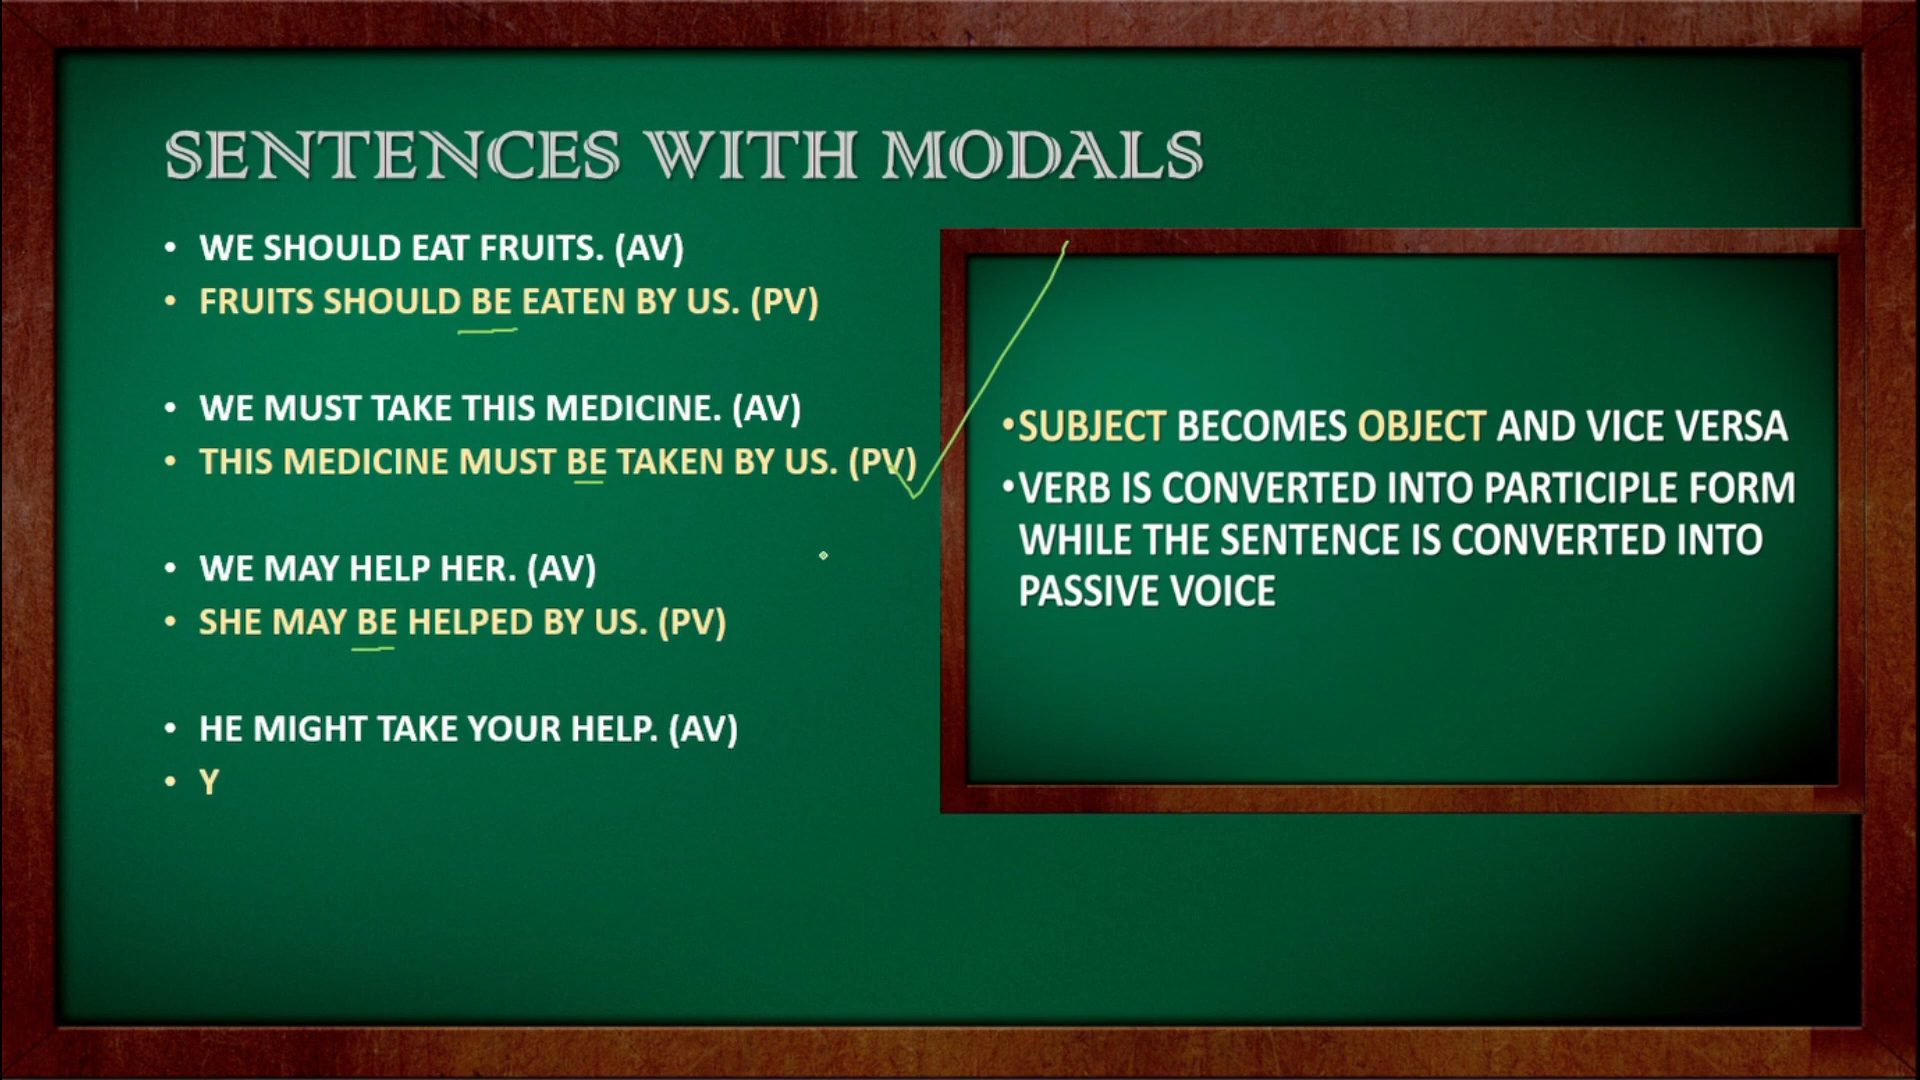 SENTENCES WITH MODALS
• WE SHOULD EAT FRUITS. (AV)
• FRUITS SHOULD BE EATEN BY US. (PV)
• WE MUST TAKE THIS MEDICINE. (AV)
• THIS MEDICINE MUST BE TAKEN BY US. (PV)
• WE MAY HELP HER. (AV)
• SHE MAY BE HELPED BY US. (PV)
• HE MIGHT TAKE YOUR HELP. (AV)
• Y
•SUBJECT BECOMES OBJECT AND VICE VERSA
•VERB IS CONVERTED INTO PARTICIPLE FORM
WHILE THE SENTENCE IS CONVERTED INTO
PASSIVE VOICE